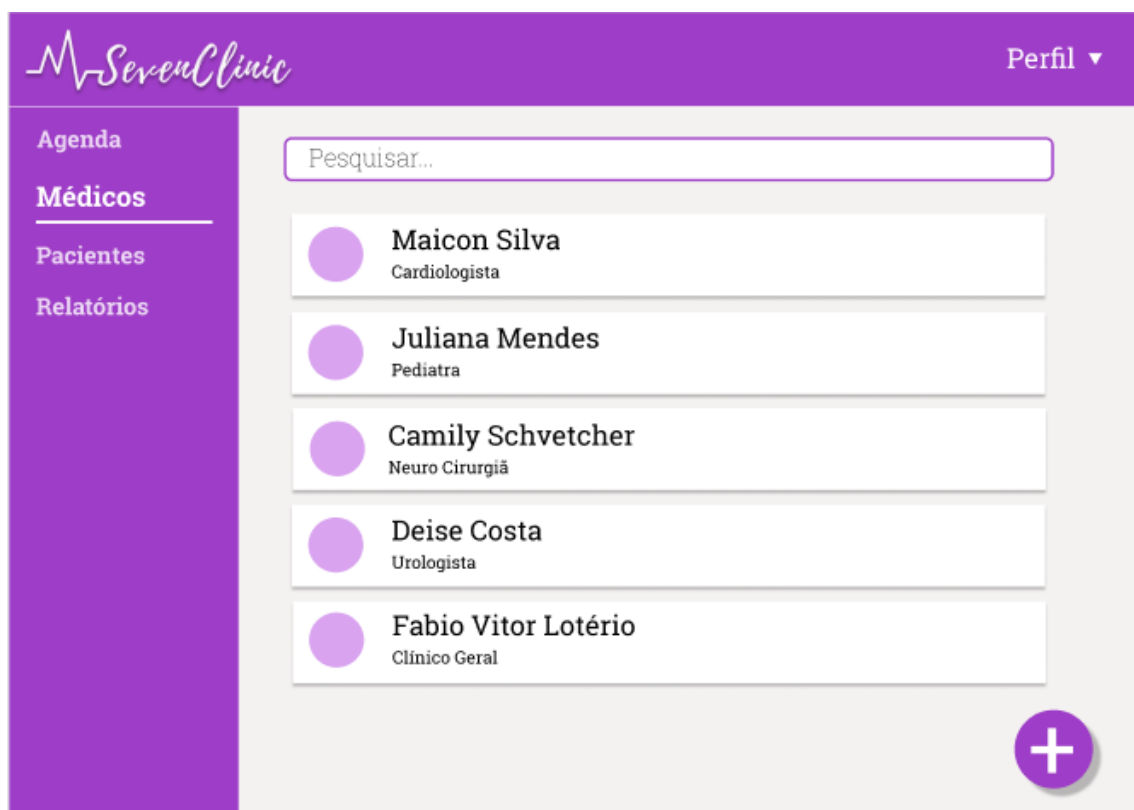 SevenClinic
Perfil
Agenda
Médicos
Pacientes
Relatórios
Pesquisar...
Maicon Silva
Cardiologista
Juliana Mendes
Pediatra
Camily Schvetcher
Neuro Cirurgiã
Deise Costa
Urologista
Fabio Vitor Lotério
Clínico Geral